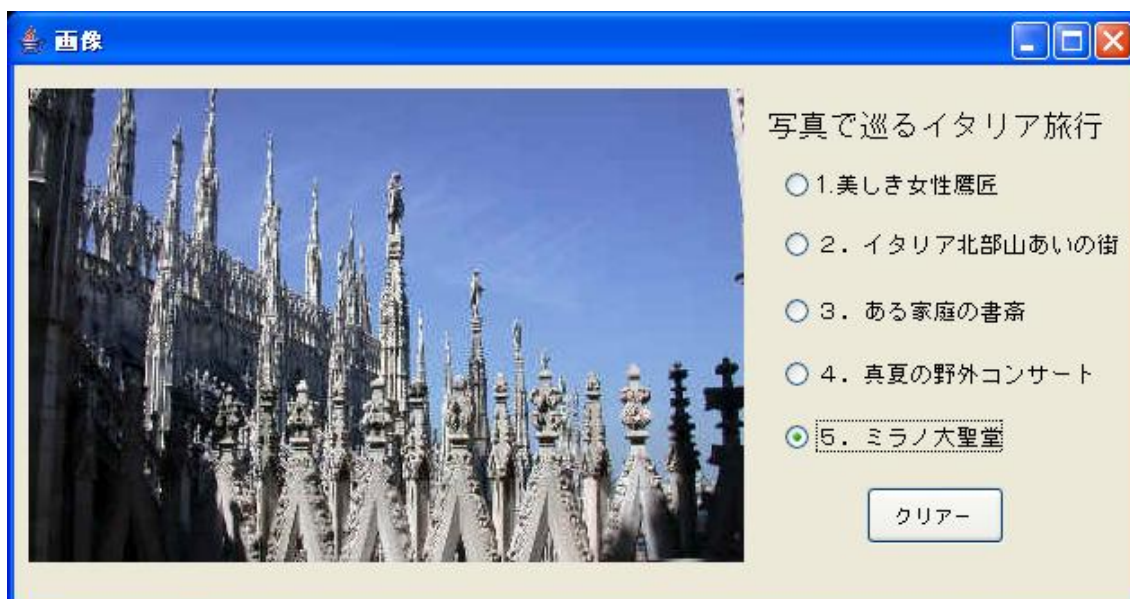 画像
写真で巡るイタリア旅行
1.美しき女性鷹匠
２．イタリア北部山あいの街
３．ある家庭の書斎
４．真夏の野外コンサート
５．ミラノ大聖堂
クリアー